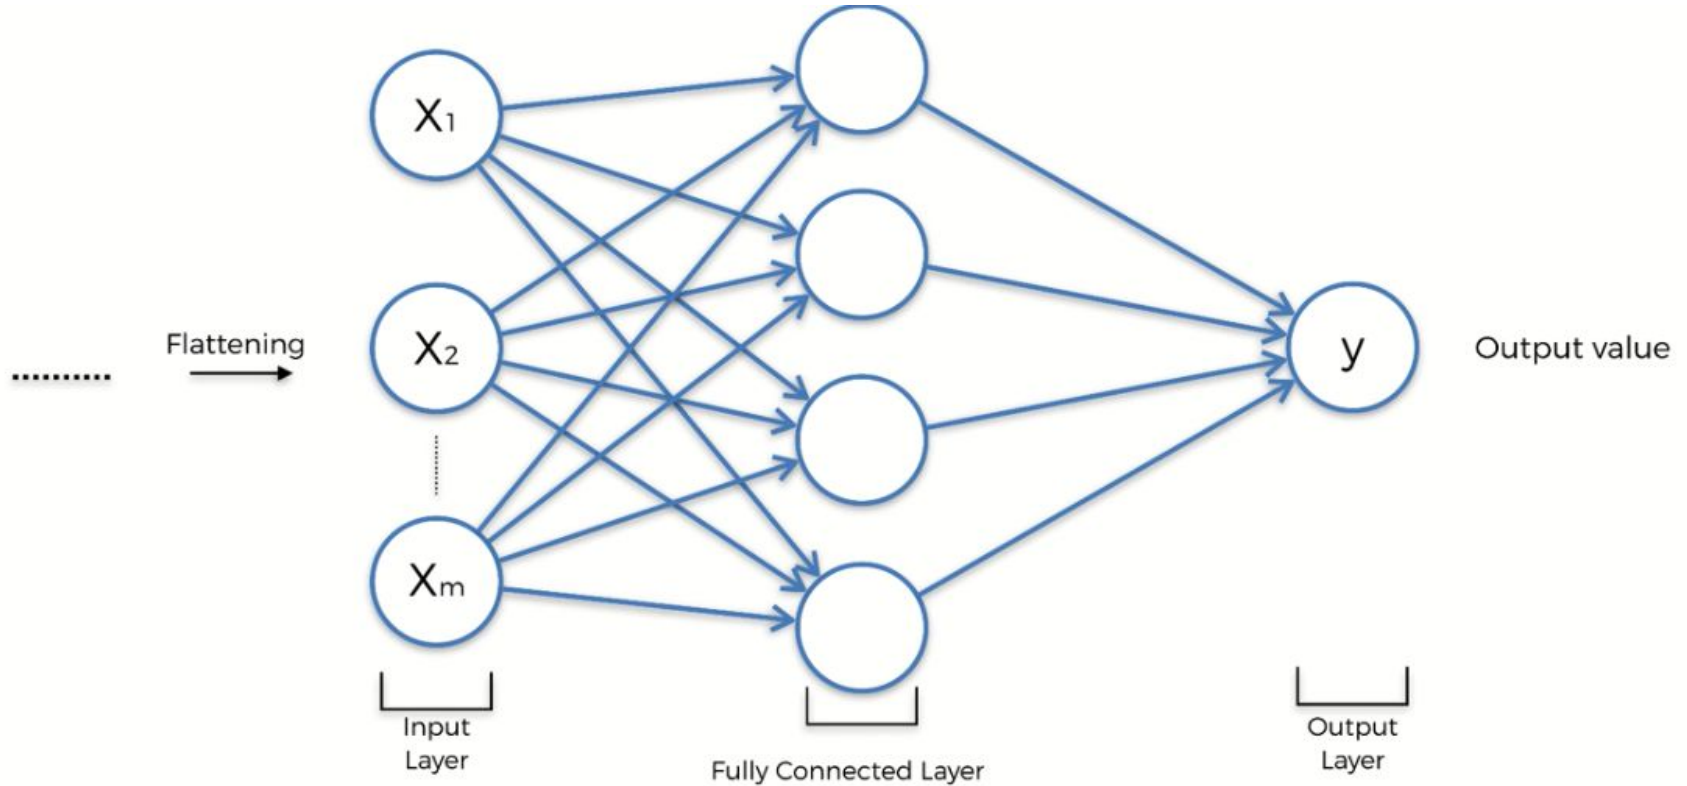 X1
Flattening
X2
Xm
y
Output value
Input
Layer
Fully Connected Layer
Output
Layer